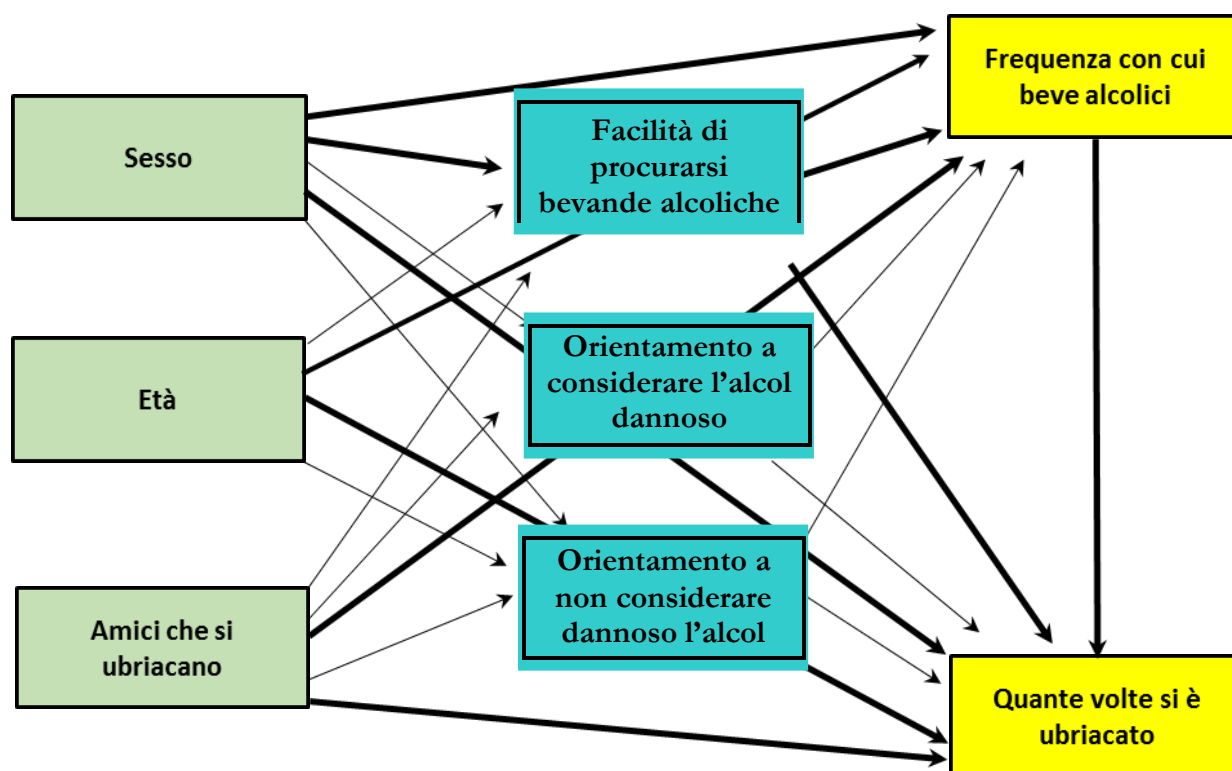 Sesso
Età
Amici che si
ubriacano
Facilità di
procurarsi
bevande alcoliche
Orientamento a
considerare l’alcol
dannoso
Orientamento a
non considerare
dannoso l’alcol
Frequenza con cui
beve alcolici
Quante volte si è
ubriacato